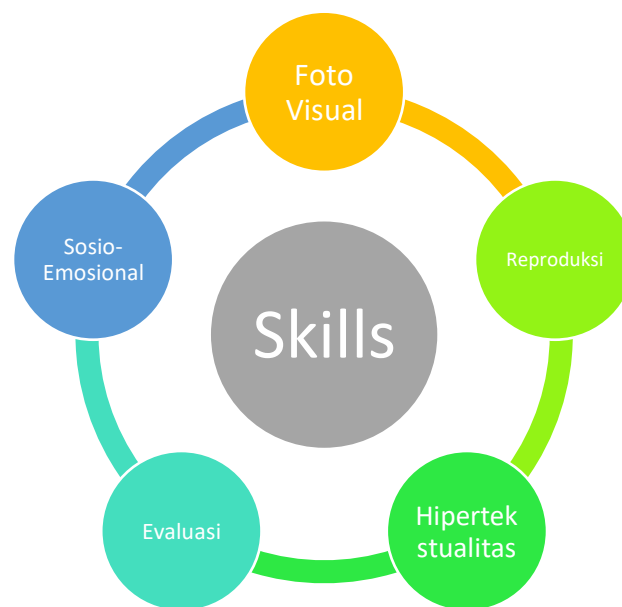 Foto
Visual
Reproduksi
Hipertek
stualitas
Evaluasi
Sosio-
Emosional
Skills